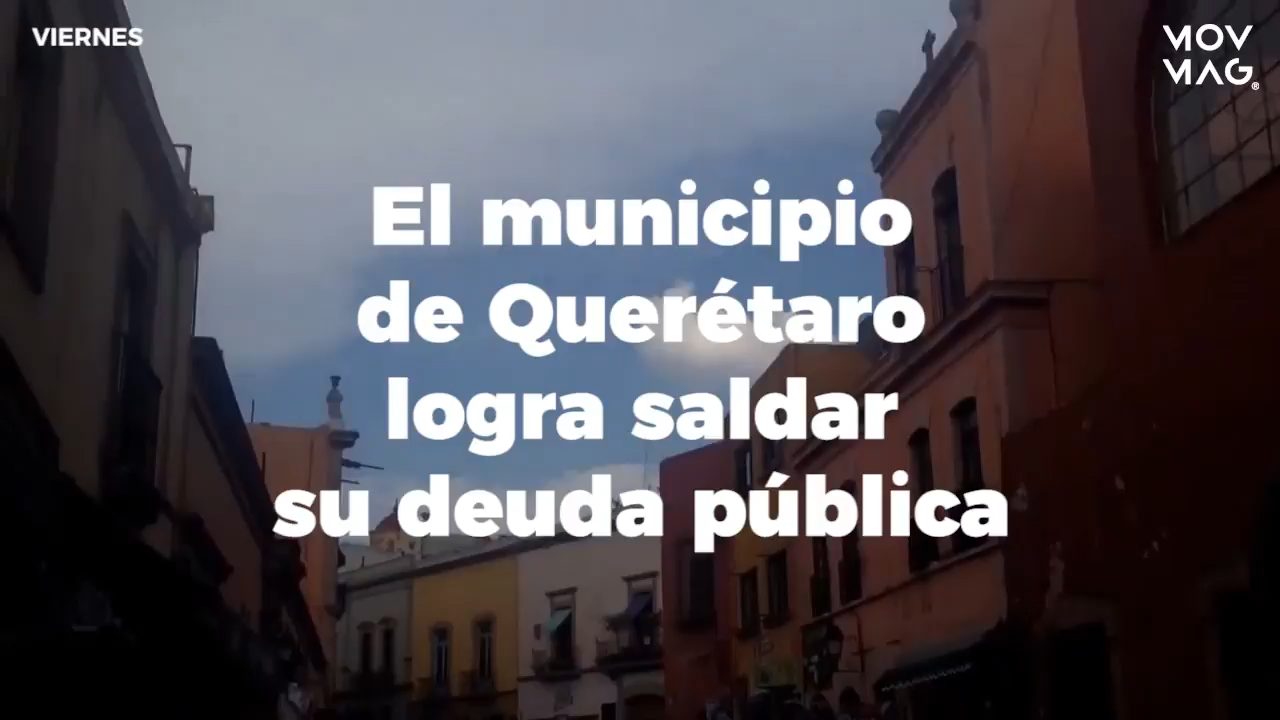 VIERNES
MOV
MAG®
El municipio
de Querétaro
logra saldar
su deuda pública